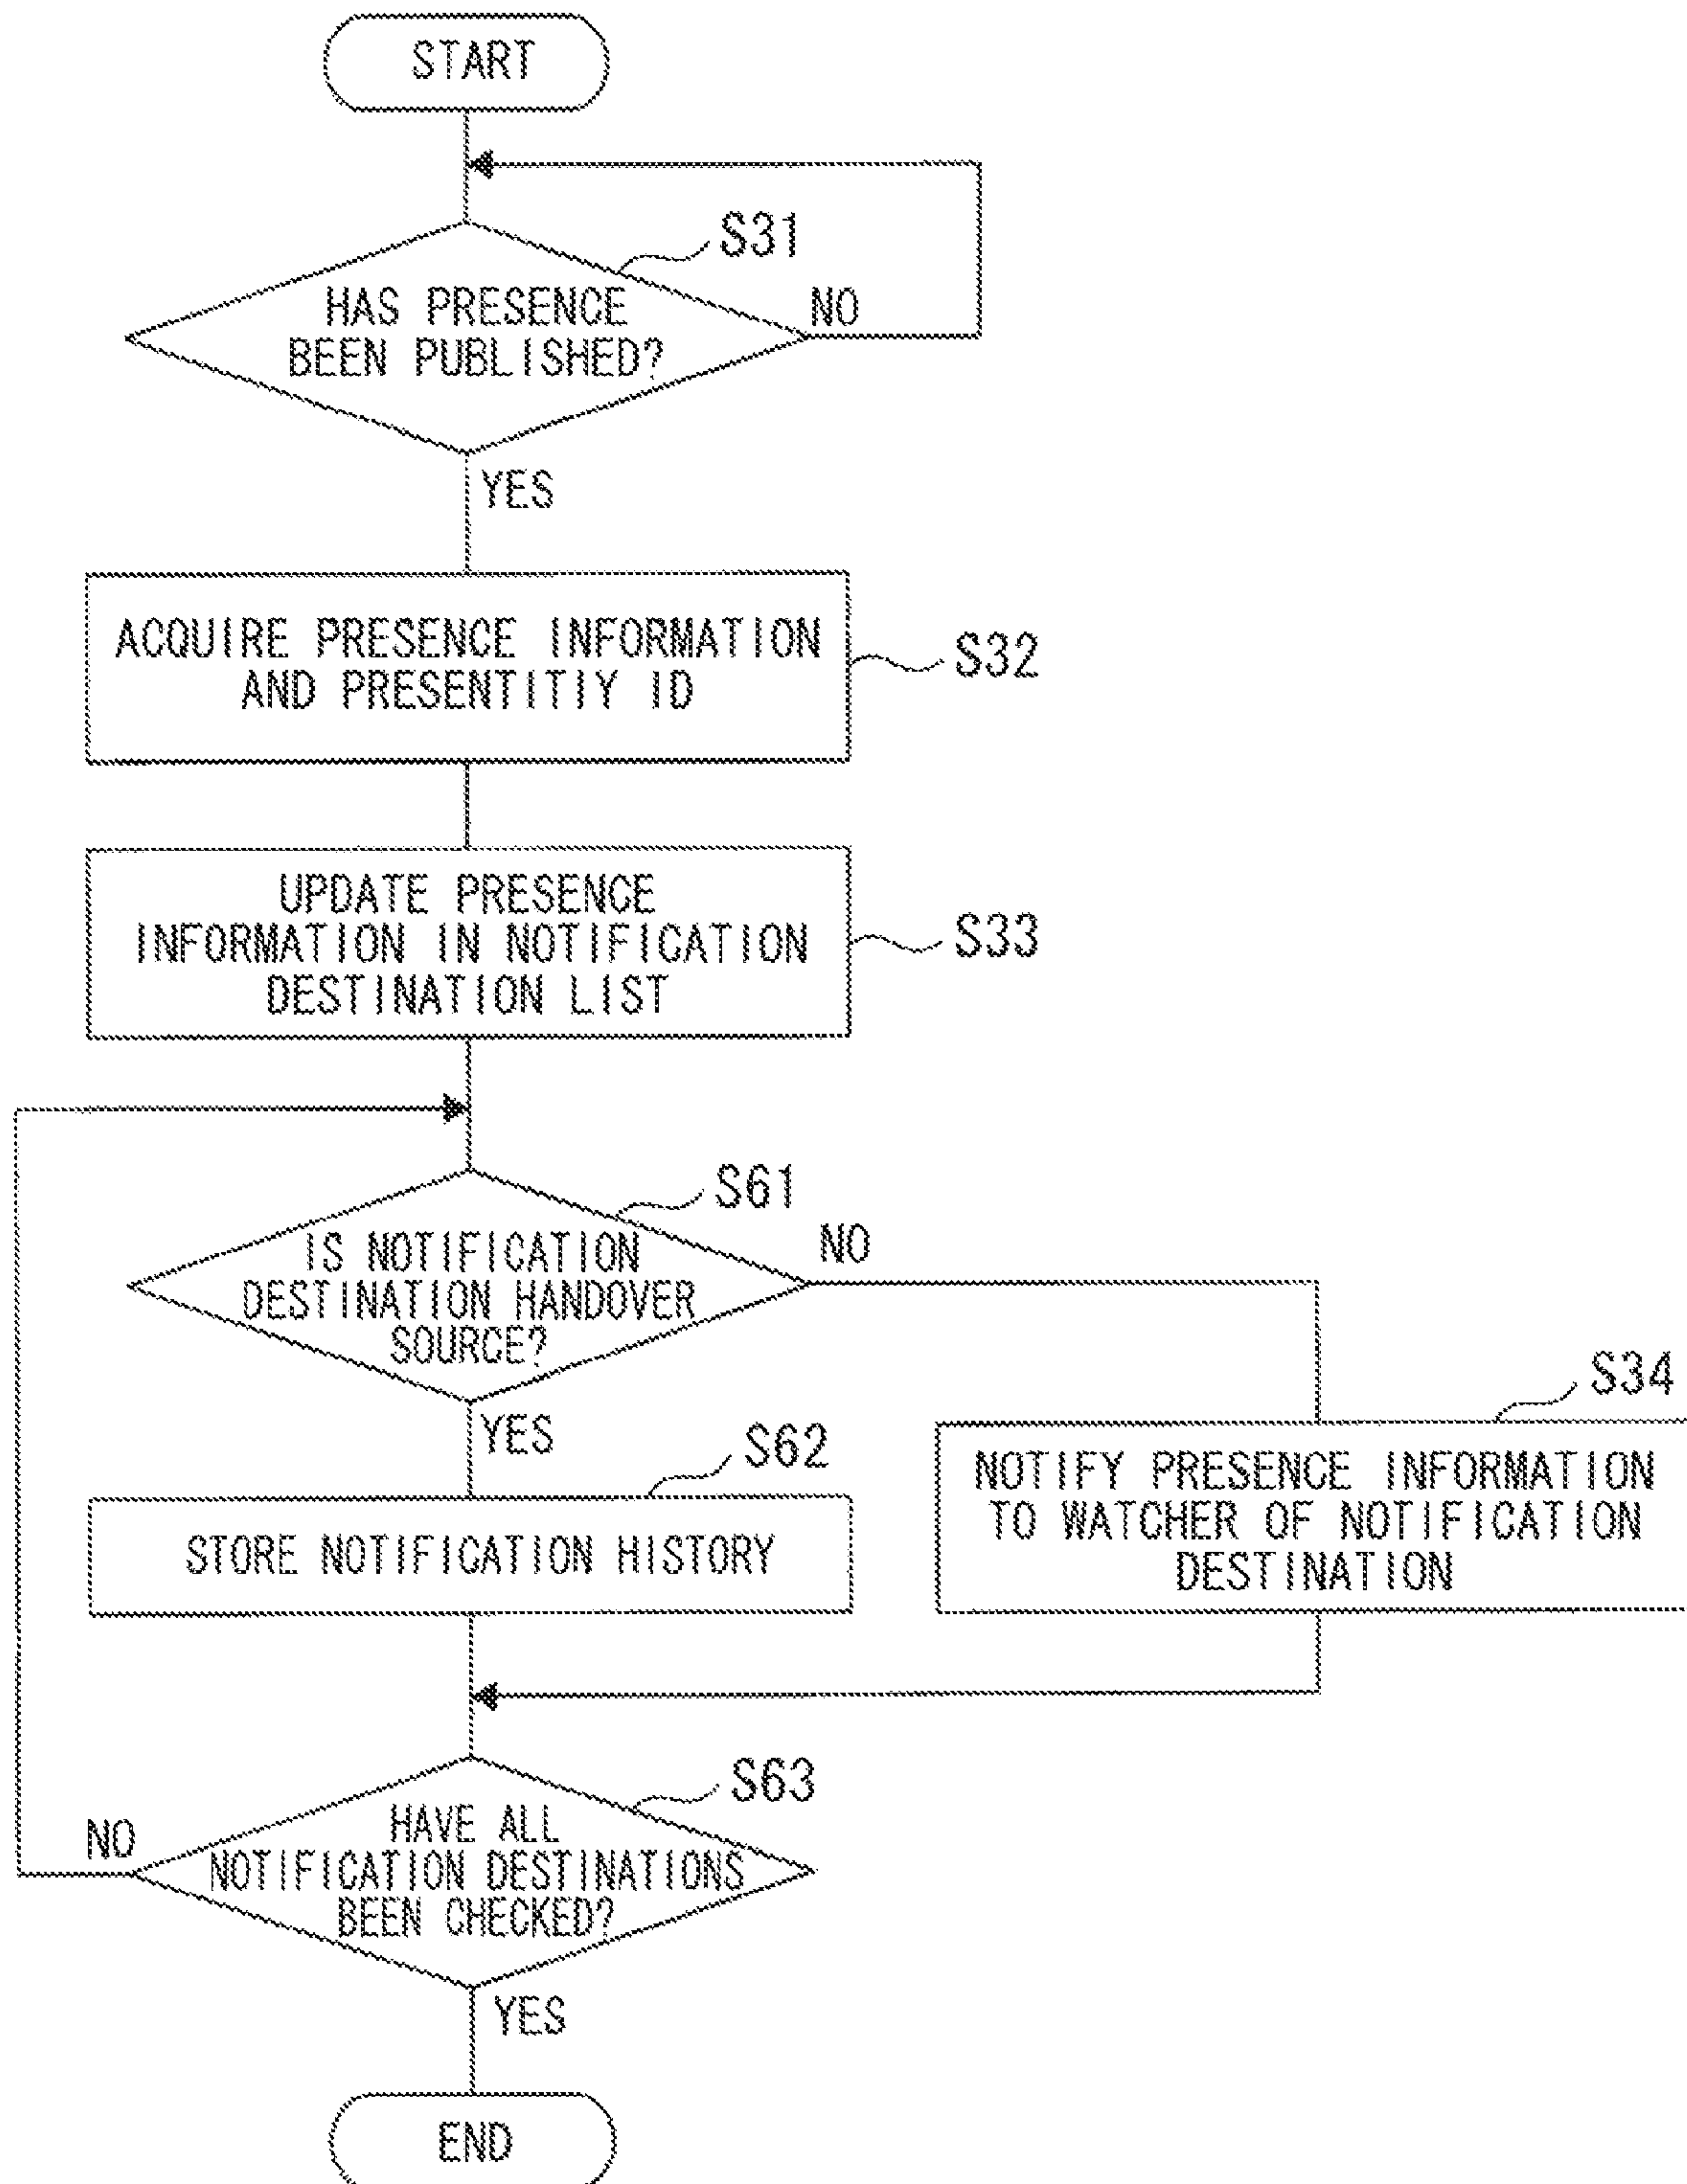 START
S31
HAS PRESENCE
BEEN PUBLISHED?
NO
YES
ACQUIRE PRESENCE INFORMATION
AND PRESENTITIY ID
S32
UPDATE PRESENCE
INFORMATION IN NOTIFICATION
DESTINATION LIST
S33
S61
IS NOTIFICATION
DESTINATION HANDOVER
SOURCE?
NO
YES
S62
STORE NOTIFICATION HISTORY
S34
NOTIFY PRESENCE INFORMATION
TO WATCHER OF NOTIFICATION
DESTINATION
S63
HAVE ALL
NOTIFICATION DESTINATIONS
BEEN CHECKED?
NO
YES
END